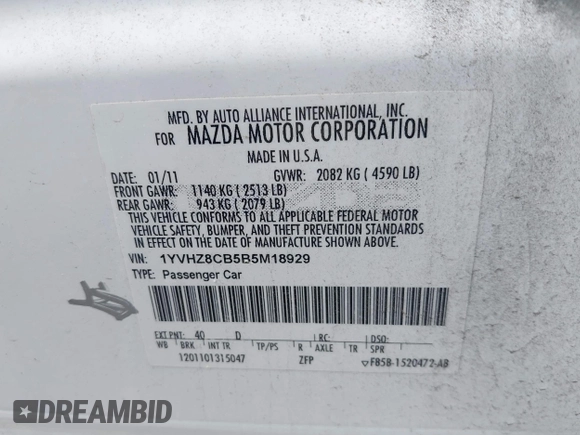 MFD. BY AUTO ALLIANCE INTERNATIONAL, INC.
FOR MAZDA MOTOR CORPORATION
MADE IN U.S.A.
DATE: 01/11 GVWR: 2082 KG ( 4590 LB)
FRONT GAWR: 1140 KG ( 2513 LB)
REAR GAWR: 943 KG ( 2079 LB)
THIS VEHICLE CONFORMS TO ALL APPLICABLE FEDERAL MOTOR
VEHICLE SAFETY, BUMPER, AND THEFT PREVENTION STANDARDS
IN EFFECT ON THE DATE OF MANUFACTURE SHOWN ABOVE.
VIN: 1YVHZ8CB5B5M18929
TYPE: Passenger Car
EXT PNT: 40 D RC: DSO:
WB BRK INT TR TP/PS R AXLE TR SPR
1201101315047 ZFP FB5B-1520472-AB
DREAMBID